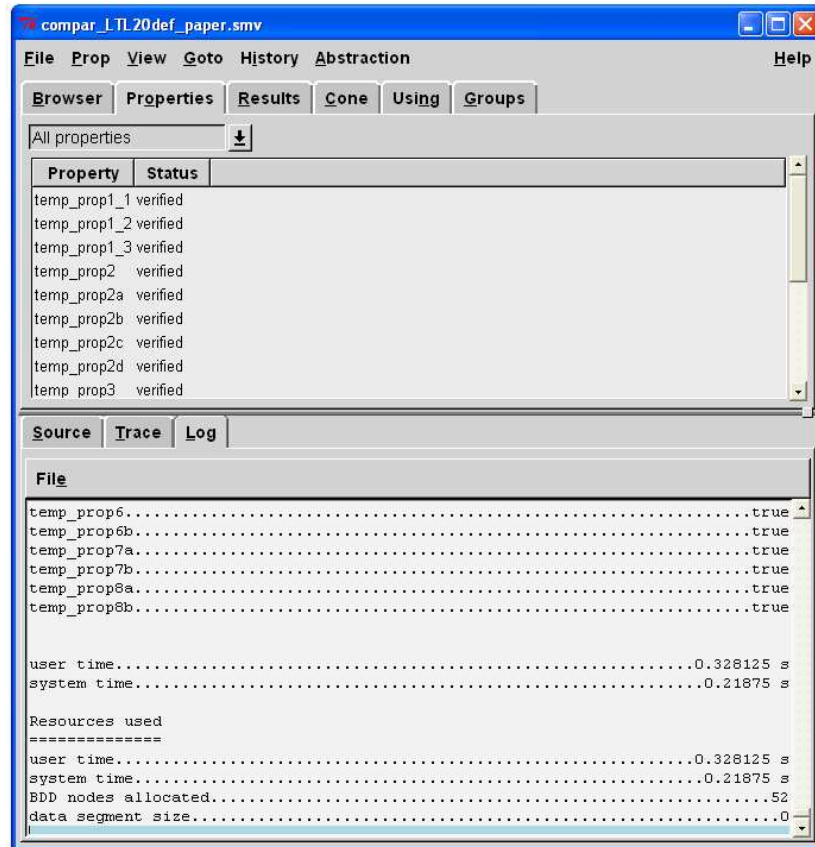 compar_LTL20def_paper.smv
File Prop View Goto History Abstraction Help
Browser Properties Results Cone Using Groups
All properties
Property Status
temp_prop1_1 verified
temp_prop1_2 verified
temp_prop1_3 verified
temp_prop2 verified
temp_prop2a verified
temp_prop2b verified
temp_prop2c verified
temp_prop2d verified
temp_prop3 verified
Source Trace Log
File
temp_prop6..............................................................................true
temp_prop6b.............................................................................true
temp_prop7a.............................................................................true
temp_prop7b.............................................................................true
temp_prop8a.............................................................................true
temp_prop8b.............................................................................true
user time.......................................................................0.328125 s
system time......................................................................0.21875 s
Resources used
==============
user time.......................................................................0.328125 s
system time......................................................................0.21875 s
BDD nodes allocated.......................................................................52
data segment size..........................................................................0